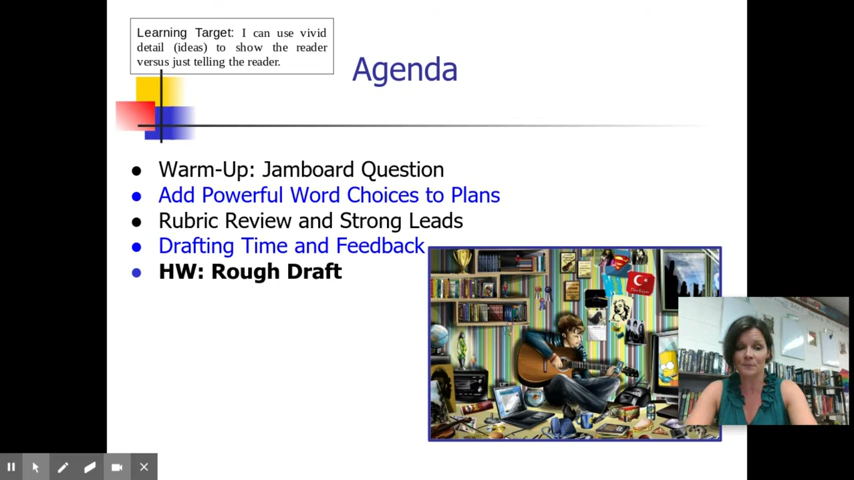 Learning Target: I can use vivid
detail (ideas) to show the reader
versus just telling the reader.
Agenda
Warm-Up: Jamboard Question
Add Powerful Word Choices to Plans
Rubric Review and Strong Leads
Drafting Time and Feedback
HW: Rough Draft